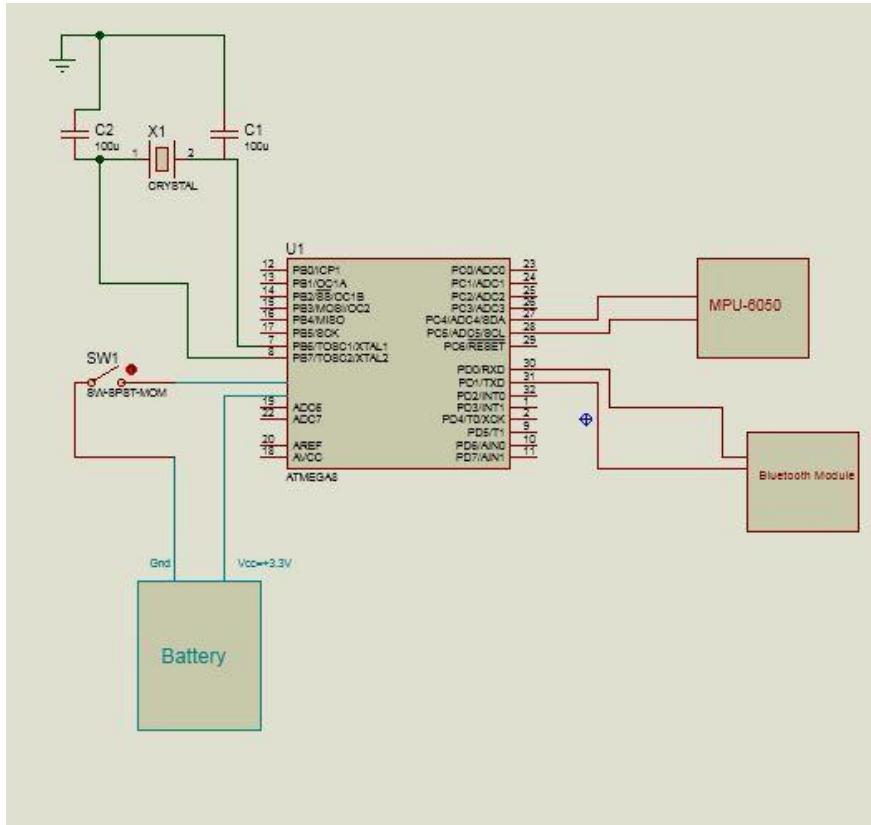 C2
100u
X1
1
2
CRYSTAL
C1
100u
U1
12 PB0/ICP1
13 PB1/OC1A
14 PB2/SS/OC1B
15 PB3/MOSI/OC2
16 PB4/MISO
17 PB5/SCK
7 PB6/TOSC1/XTAL1
8 PB7/TOSC2/XTAL2
19 ADC6
22 ADC7
20 AREF
18 AVCC
PC0/ADC0 23
PC1/ADC1 24
PC2/ADC2 25
PC3/ADC3 26
PC4/ADC4/SDA 27
PC5/ADC5/SCL 28
PC6/RESET 29
PD0/RXD 30
PD1/TXD 31
PD2/INT0 32
PD3/INT1 1
PD4/T0/XCK 2
PD5/T1 9
PD6/AIN0 10
PD7/AIN1 11
ATMEGA8
MPU-6050
Bluetooth Module
SW1
SW-SPST-MOM
Gnd
Vcc=+3.3V
Battery